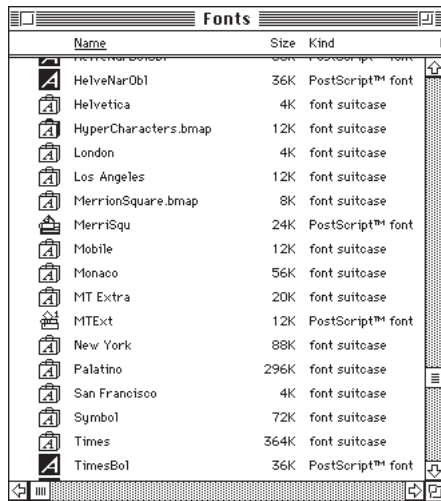 Fonts
Name Size Kind
HelveNarObl 36K PostScript™ font
Helvetica 4K font suitcase
HyperCharacters.bmap 12K font suitcase
London 4K font suitcase
Los Angeles 12K font suitcase
MerrionSquare.bmap 8K font suitcase
MerriSqu 24K PostScript™ font
Mobile 12K font suitcase
Monaco 56K font suitcase
MT Extra 20K font suitcase
MTExt 12K PostScript™ font
New York 88K font suitcase
Palatino 296K font suitcase
San Francisco 4K font suitcase
Symbol 72K font suitcase
Times 364K font suitcase
TimesBol 36K PostScript™ font